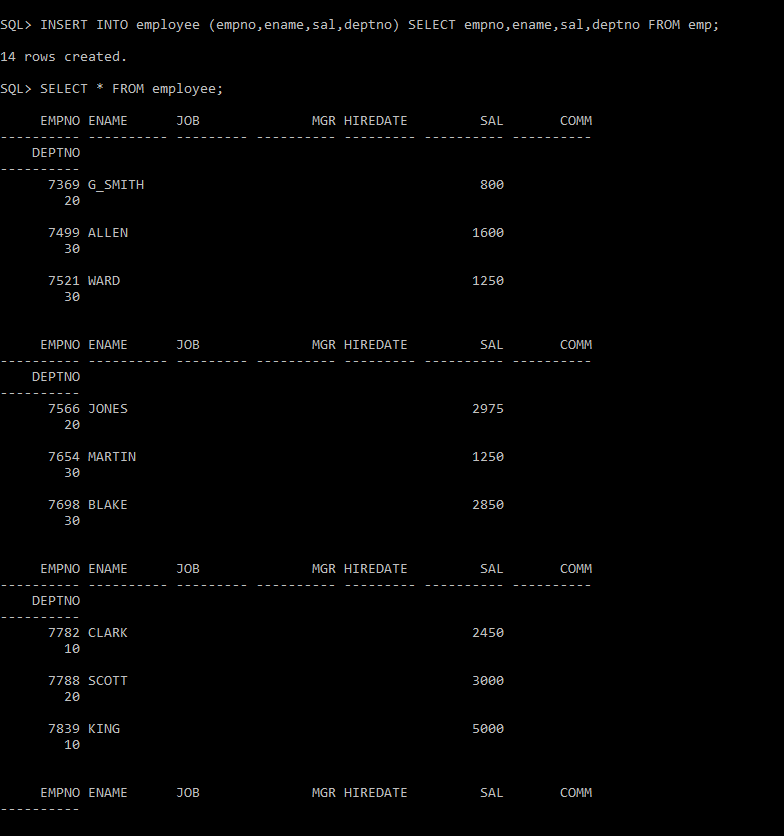 SQL> INSERT INTO employee (empno,ename,sal,deptno) SELECT empno,ename,sal,deptno FROM emp;
14 rows created.
SQL> SELECT * FROM employee;
     EMPNO ENAME      JOB              MGR HIREDATE         SAL       COMM
---------- ---------- --------- ---------- --------- ---------- ----------
    DEPTNO
----------
      7369 G_SMITH                                          800
        20
      7499 ALLEN                                           1600
        30
      7521 WARD                                            1250
        30
     EMPNO ENAME      JOB              MGR HIREDATE         SAL       COMM
---------- ---------- --------- ---------- --------- ---------- ----------
    DEPTNO
----------
      7566 JONES                                           2975
        20
      7654 MARTIN                                          1250
        30
      7698 BLAKE                                           2850
        30
     EMPNO ENAME      JOB              MGR HIREDATE         SAL       COMM
---------- ---------- --------- ---------- --------- ---------- ----------
    DEPTNO
----------
      7782 CLARK                                           2450
        10
      7788 SCOTT                                           3000
        20
      7839 KING                                            5000
        10
     EMPNO ENAME      JOB              MGR HIREDATE         SAL       COMM
----------